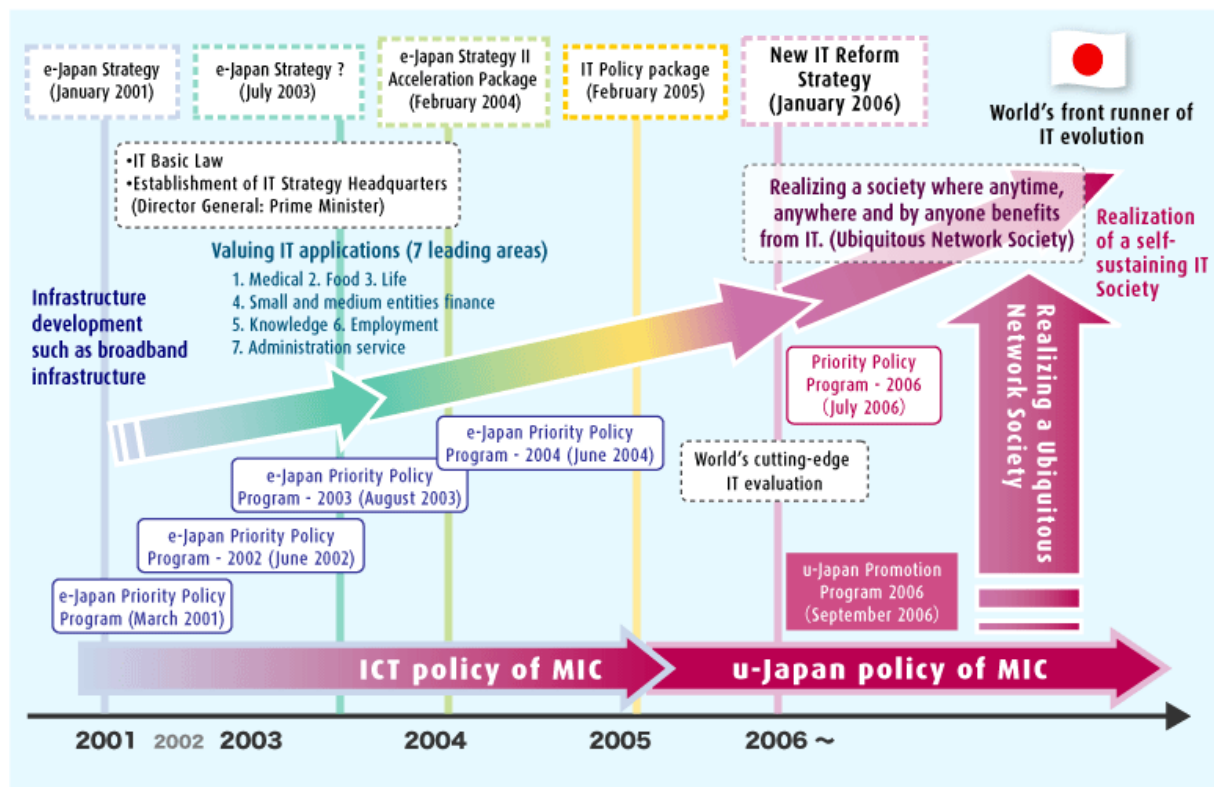 e-Japan Strategy
(January 2001)
e-Japan Strategy ?
(July 2003)
e-Japan Strategy II
Acceleration Package
(February 2004)
IT Policy package
(February 2005)
New IT Reform
Strategy
(January 2006)
World's front runner of
IT evolution
•IT Basic Law
•Establishment of IT Strategy Headquarters
(Director General: Prime Minister)
Realizing a society where anytime,
anywhere and by anyone benefits
from IT. (Ubiquitous Network Society)
Realization
of a self-
sustaining IT
Society
Valuing IT applications (7 leading areas)
1. Medical 2. Food 3. Life
4. Small and medium entities finance
5. Knowledge 6. Employment
7. Administration service
Infrastructure
development
such as broadband
infrastructure
Realizing a Ubiquitous
Network Society
Priority Policy
Program - 2006
(July 2006)
e-Japan Priority Policy
Program - 2004 (June 2004)
World's cutting-edge
IT evaluation
e-Japan Priority Policy
Program - 2003 (August 2003)
e-Japan Priority Policy
Program - 2002 (June 2002)
u-Japan Promotion
Program 2006
(September 2006)
e-Japan Priority Policy
Program (March 2001)
ICT policy of MIC
u-Japan policy of MIC
2001 2002 2003 2004 2005 2006 ~